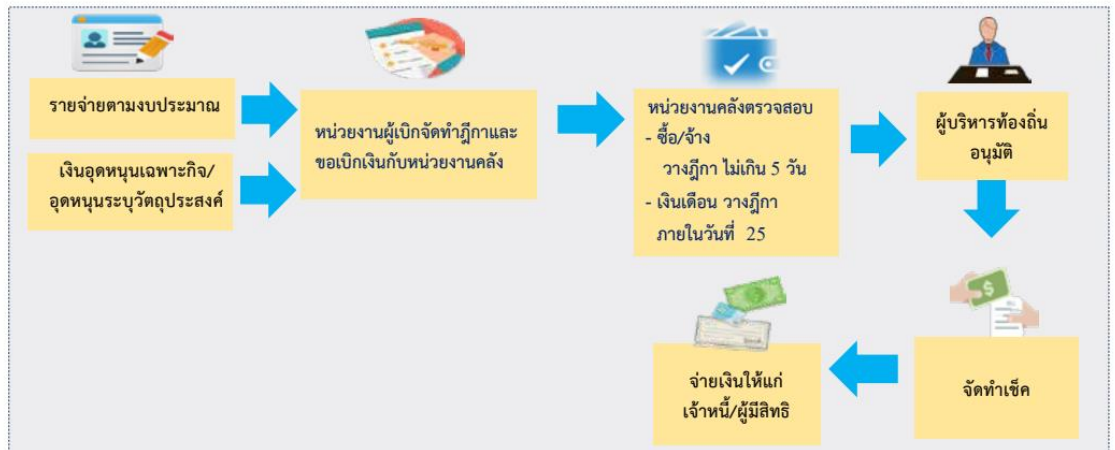 รายจ่ายตามงบประมาณ
เงินอุดหนุนเฉพาะกิจ/
อุดหนุนระบุวัตถุประสงค์
หน่วยงานผู้เบิกจัดทำฎีกาและ
ขอเบิกเงินกับหน่วยงานคลัง
หน่วยงานคลังตรวจสอบ
- ซื้อ/จ้าง
วางฎีกา ไม่เกิน 5 วัน
- เงินเดือน วางฎีกา
ภายในวันที่ 25
ผู้บริหารท้องถิ่น
อนุมัติ
จัดทำเช็ค
จ่ายเงินให้แก่
เจ้าหนี้/ผู้มีสิทธิ